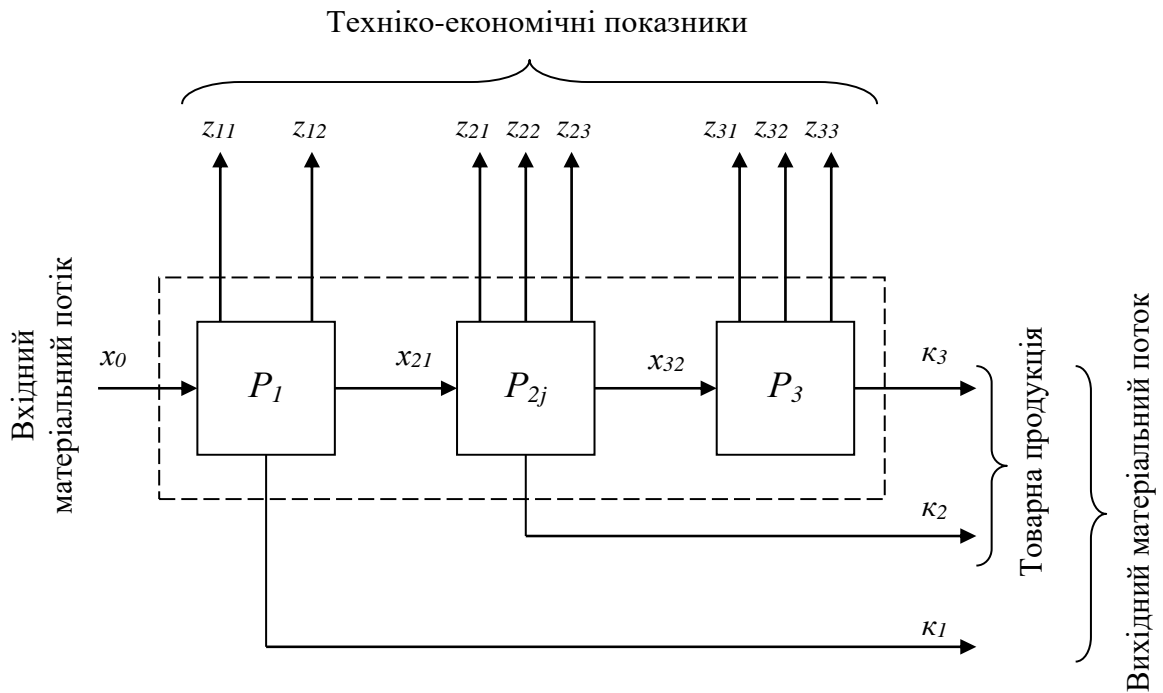 Техніко-економічні показники
z11 z12 z21 z22 z23 z31 z32 z33
Вхідний
матеріальний потік
x0 P1 x21 P2j x32 P3 к3
к2
к1
Товарна продукція
Вихідний матеріальний поток